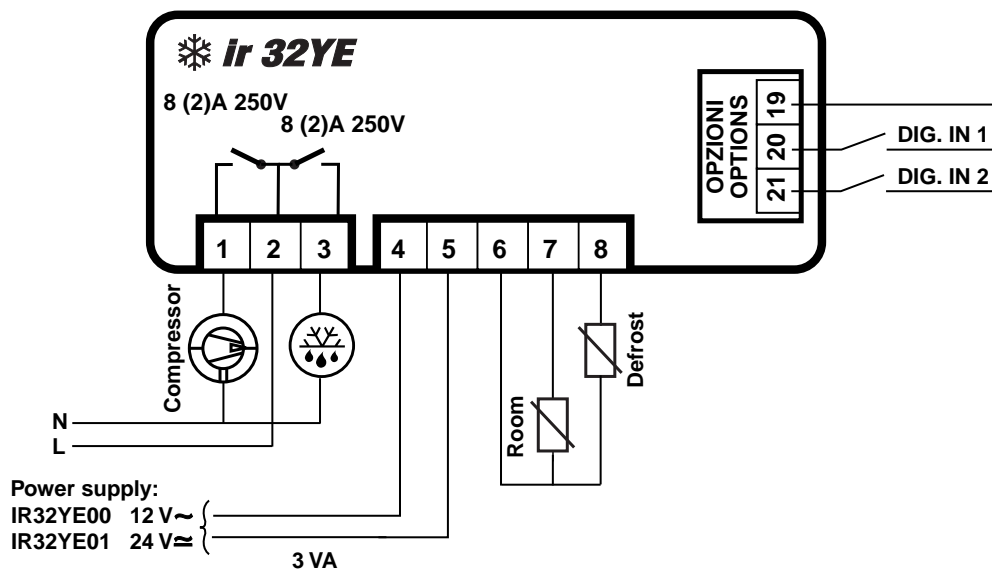 ir 32YE
8 (2)A 250V
8 (2)A 250V
OPZIONI
OPTIONS
19
20
21
DIG. IN 1
DIG. IN 2
1 2 3 4 5 6 7 8
Compressor
Defrost
Room
N
L
Power supply:
IR32YE00 12 V~
IR32YE01 24 V≂
3 VA